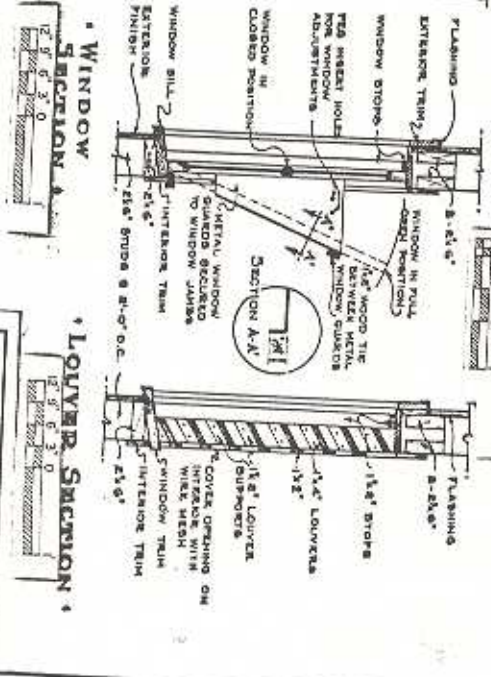 FLASHING
EXTERIOR TRIM
WINDOW STOPS
PEG INSERT HOLE
FOR WINDOW
ADJUSTMENTS
WINDOW IN
CLOSED POSITION
WINDOW SILL
EXTERIOR
FINISH
2-2x6"
WINDOW IN FULL
OPEN POSITION
1x2" WOOD TIE
BETWEEN METAL
WINDOW GUARDS
"A" "A"
SECTION A-A'
METAL WINDOW
GUARDS SECURED
TO WINDOW JAMBS
INTERIOR TRIM
2x6"
2x6" STUDS @ 2'-0" O.C.
WINDOW
SECTION
12" 9" 6" 3" 0
FLASHING
2-2x6"
1x2" STOPS
1x4" LOUVERS
1x2"
1x2" LOUVER
SUPPORTS
COVER OPENING ON
INTERIOR WITH
WIRE MESH
WINDOW TRIM
INTERIOR TRIM
2x6"
LOUVER SECTION
12" 9" 6" 3" 0